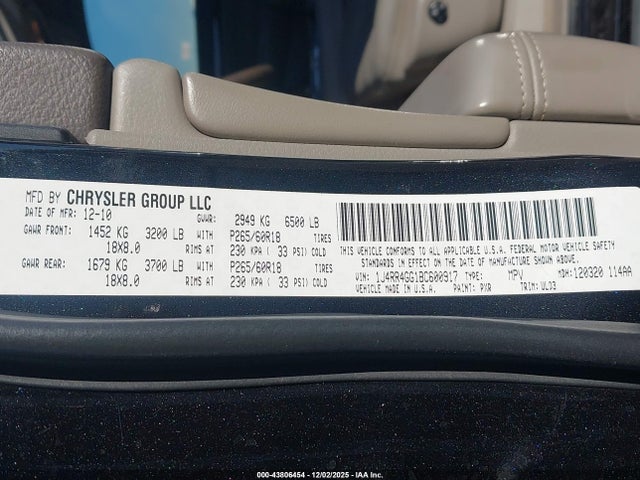 MFD BY CHRYSLER GROUP LLC
DATE OF MFR: 12-10 GVWR: 2949 KG 6500 LB
GAWR FRONT: 1452 KG 3200 LB WITH P265/60R18 TIRES
18X8.0 RIMS AT 230 KPA ( 33 PSI) COLD
GAWR REAR: 1679 KG 3700 LB WITH P265/60R18 TIRES
18X8.0 RIMS AT 230 KPA ( 33 PSI) COLD
THIS VEHICLE CONFORMS TO ALL APPLICABLE U.S.A. FEDERAL MOTOR VEHICLE SAFETY
STANDARDS IN EFFECT ON THE DATE OF MANUFACTURE SHOWN ABOVE.
VIN: 1J4RR4GG1BC600917 TYPE: MPV MDH: 120320 114AA
VEHICLE MADE IN U.S.A. PAINT: PXR TRIM: VLD3
000-43806454 - 12/02/2025 - IAA Inc.